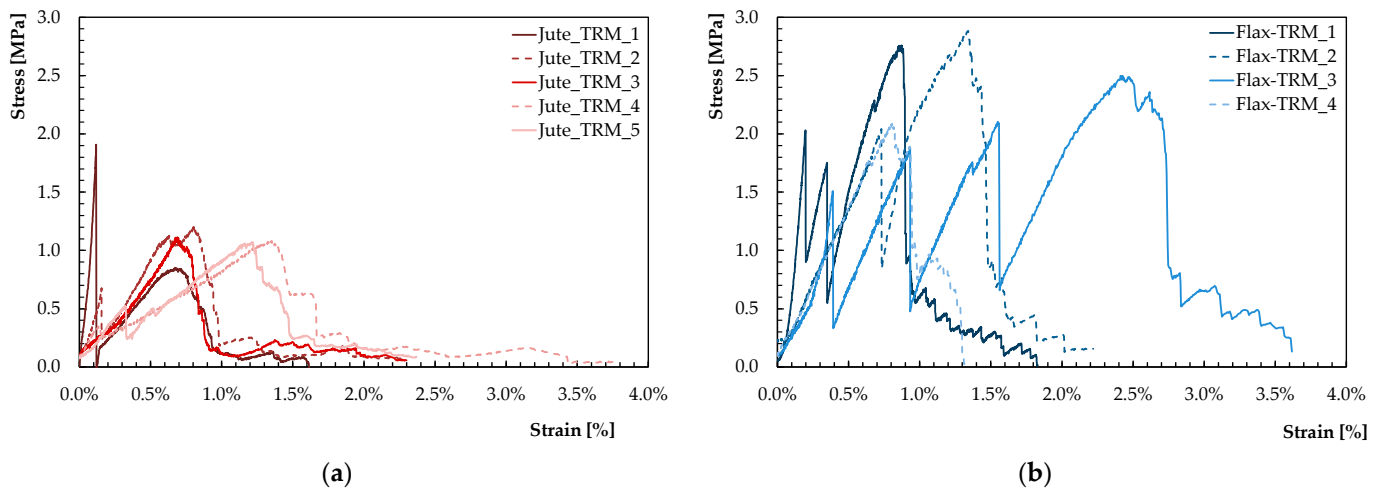 Stress [MPa]
3.0
2.5
2.0
1.5
1.0
0.5
0.0
0.0% 0.5% 1.0% 1.5% 2.0% 2.5% 3.0% 3.5% 4.0%
Strain [%]
Jute_TRM_1
Jute_TRM_2
Jute_TRM_3
Jute_TRM_4
Jute_TRM_5
(a)
Stress [MPa]
3.0
2.5
2.0
1.5
1.0
0.5
0.0
0.0% 0.5% 1.0% 1.5% 2.0% 2.5% 3.0% 3.5% 4.0%
Strain [%]
Flax-TRM_1
Flax-TRM_2
Flax-TRM_3
Flax-TRM_4
(b)